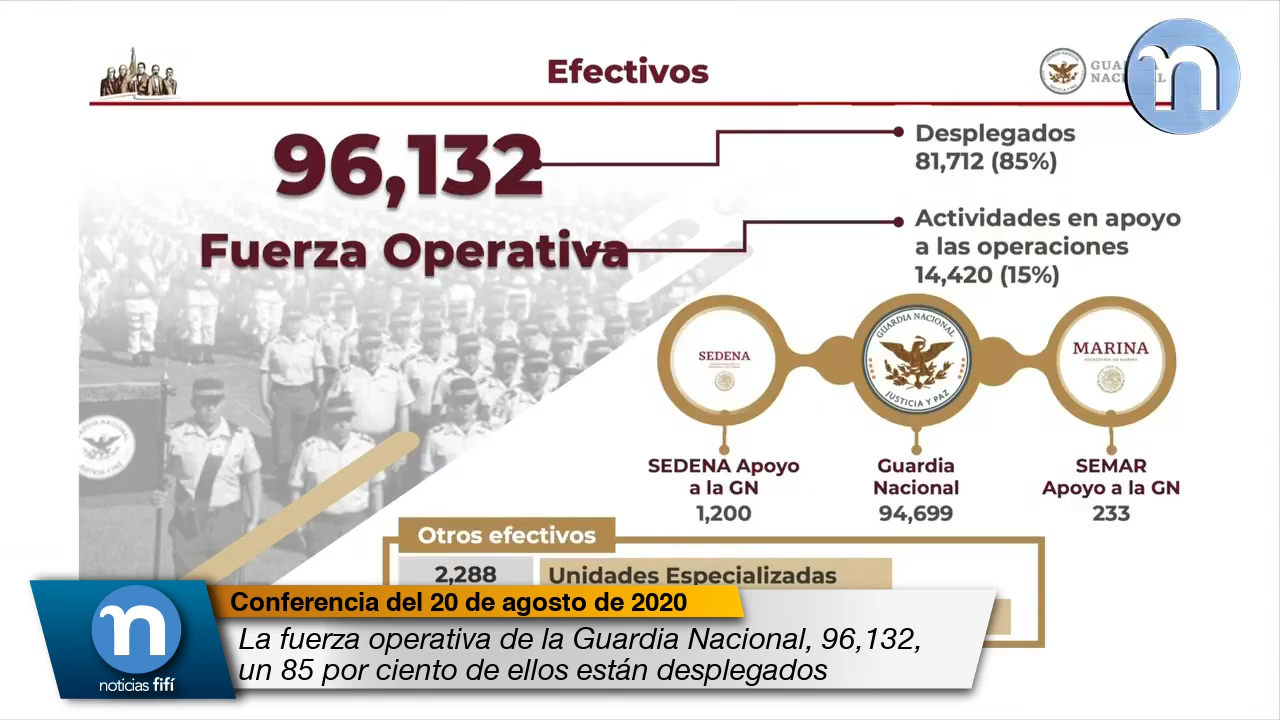 Efectivos
GUARDIA
NACIONAL
n
96,132
Fuerza Operativa
Desplegados
81,712 (85%)
Actividades en apoyo
a las operaciones
14,420 (15%)
SEDENA
GUARDIA NACIONAL
JUSTICIA Y PAZ
MARINA
SECRETARÍA DE MARINA
SEDENA Apoyo
a la GN
1,200
Guardia
Nacional
94,699
SEMAR
Apoyo a la GN
233
Otros efectivos
2,288 Unidades Especializadas
Conferencia del 20 de agosto de 2020
La fuerza operativa de la Guardia Nacional, 96,132,
un 85 por ciento de ellos están desplegados
n
noticias fifí